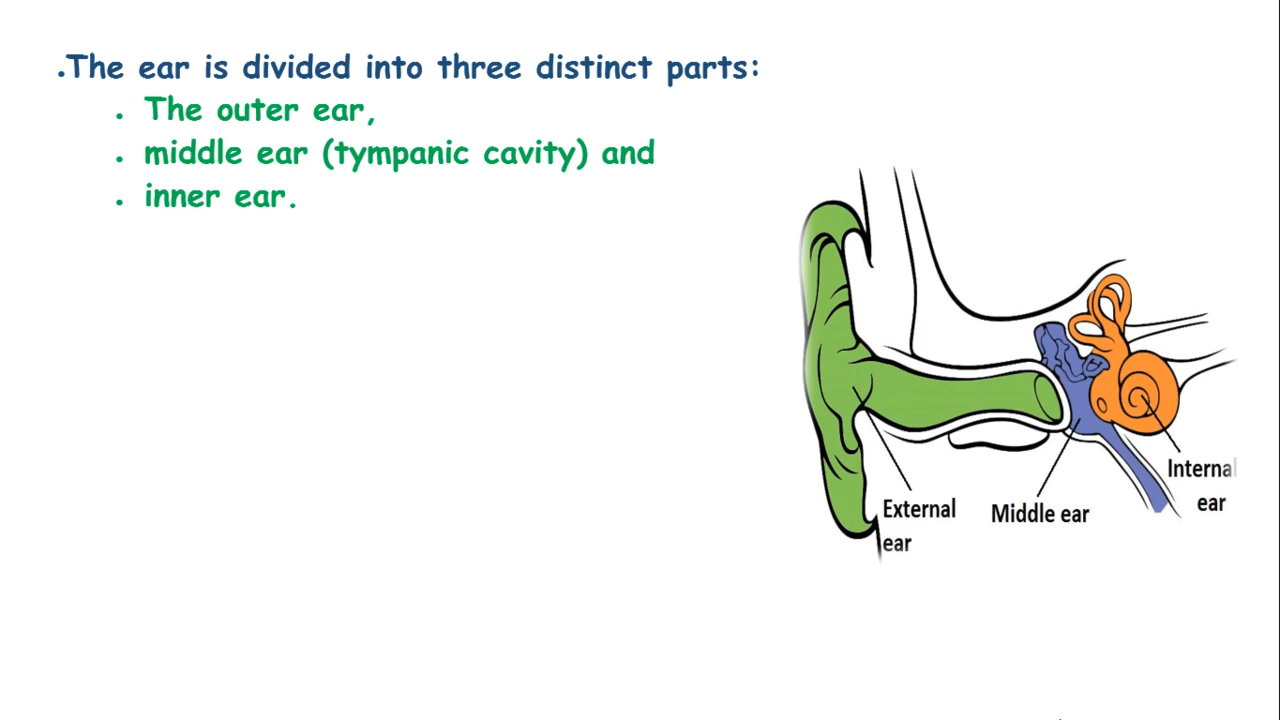 .The ear is divided into three distinct parts:
. The outer ear,
. middle ear (tympanic cavity) and
. inner ear.
External
ear
Middle ear
Internal
ear